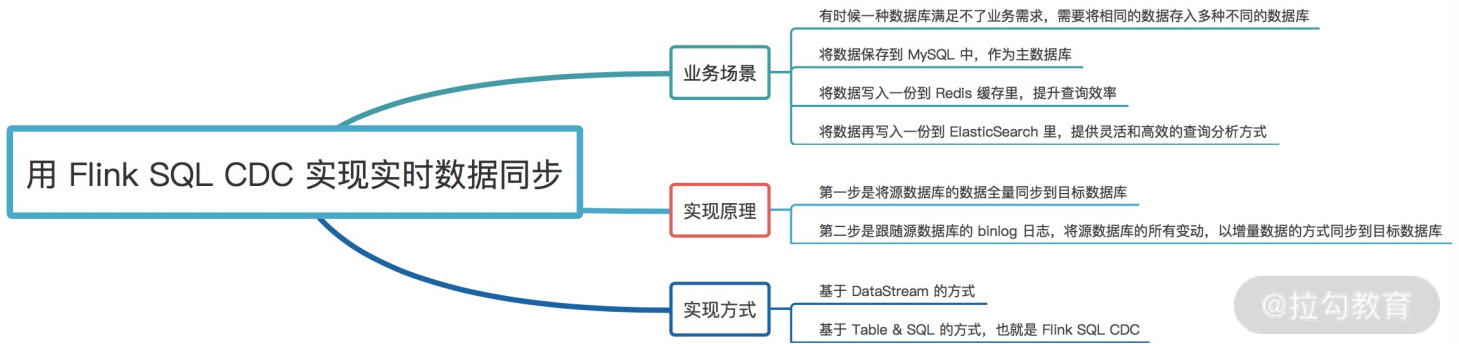 用 Flink SQL CDC 实现实时数据同步
业务场景
有时候一种数据库满足不了业务需求，需要将相同的数据存入多种不同的数据库
将数据保存到 MySQL 中，作为主数据库
将数据写入一份到 Redis 缓存里，提升查询效率
将数据再写入一份到 ElasticSearch 里，提供灵活和高效的查询分析方式
实现原理
第一步是将源数据库的数据全量同步到目标数据库
第二步是跟随源数据库的 binlog 日志，将源数据库的所有变动，以增量数据的方式同步到目标数据库
实现方式
基于 DataStream 的方式
基于 Table & SQL 的方式，也就是 Flink SQL CDC
@拉勾教育